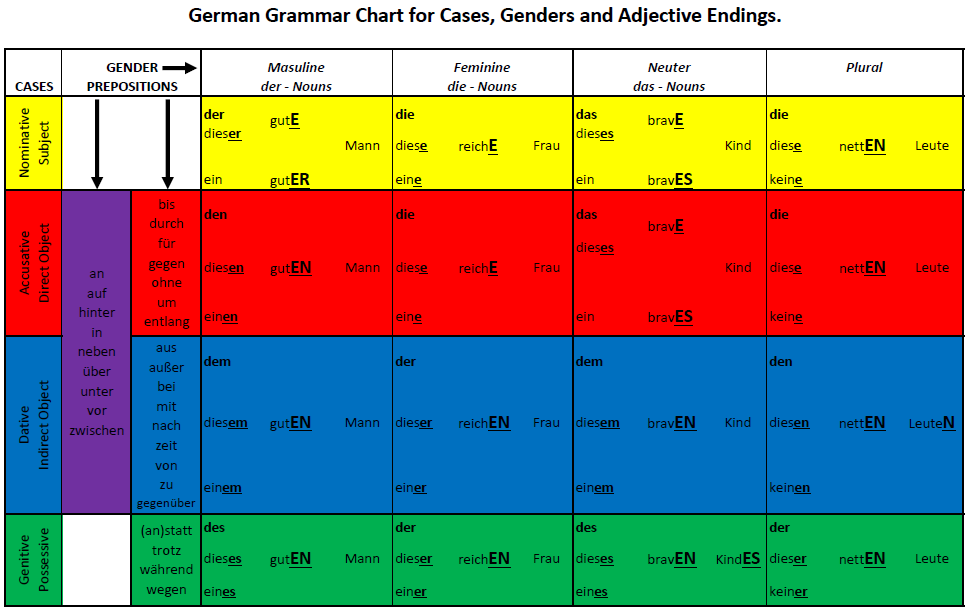 German Grammar Chart for Cases, Genders and Adjective Endings.
CASES
GENDER
PREPOSITIONS
Masuline
der - Nouns
Feminine
die - Nouns
Neuter
das - Nouns
Plural
Nominative
Subject
der
gutE
dieser
Mann
ein
gutER
die
diese
reichE
Frau
eine
das
bravE
dieses
Kind
ein
bravES
die
diese
nettEN
Leute
keine
Accusative
Direct Object
an
auf
hinter
in
neben
über
unter
vor
zwischen
bis
durch
für
gegen
ohne
um
entlang
den
diesen
gutEN
Mann
einen
die
diese
reichE
Frau
eine
das
bravE
dieses
Kind
ein
bravES
die
diese
nettEN
Leute
keine
Dative
Indirect Object
aus
außer
bei
mit
nach
zeit
von
zu
gegenüber
dem
diesem
gutEN
Mann
einem
der
dieser
reichEN
Frau
einer
dem
diesem
bravEN
Kind
einem
den
diesen
nettEN
LeuteN
keinen
Genitive
Possessive
(an)statt
trotz
während
wegen
des
dieses
gutEN
Mann
eines
der
dieser
reichEN
Frau
einer
des
dieses
bravEN
KindES
eines
der
dieser
nettEN
Leute
keiner